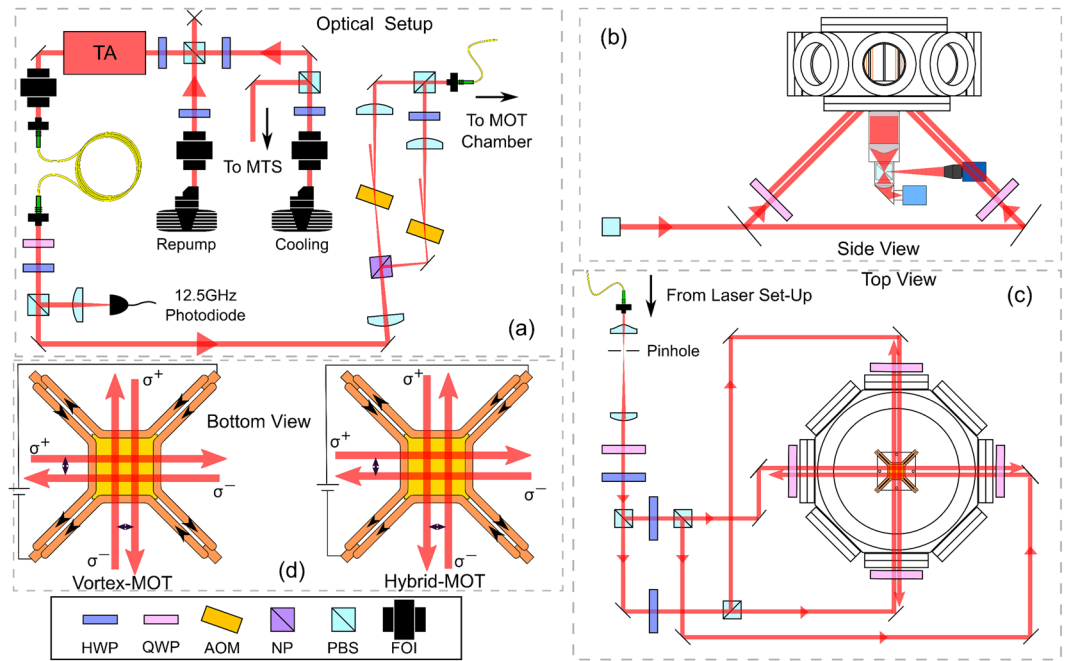 Optical Setup
TA
To MTS
To MOT
Chamber
Repump
Cooling
12.5GHz
Photodiode
(a)
(b)
Side View
Top View
From Laser Set-Up
(c)
Pinhole
Bottom View
σ+
σ+
σ−
σ−
Vortex-MOT
σ+
σ+
σ−
σ−
Hybrid-MOT
(d)
HWP QWP AOM NP PBS FOI